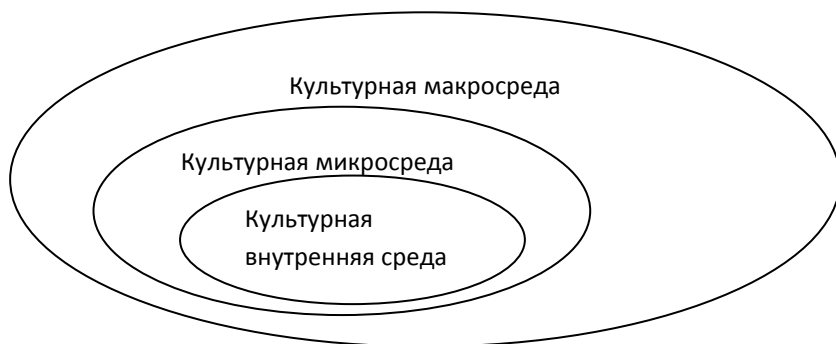 Культурная макросреда
Культурная микросреда
Культурная
внутренняя среда